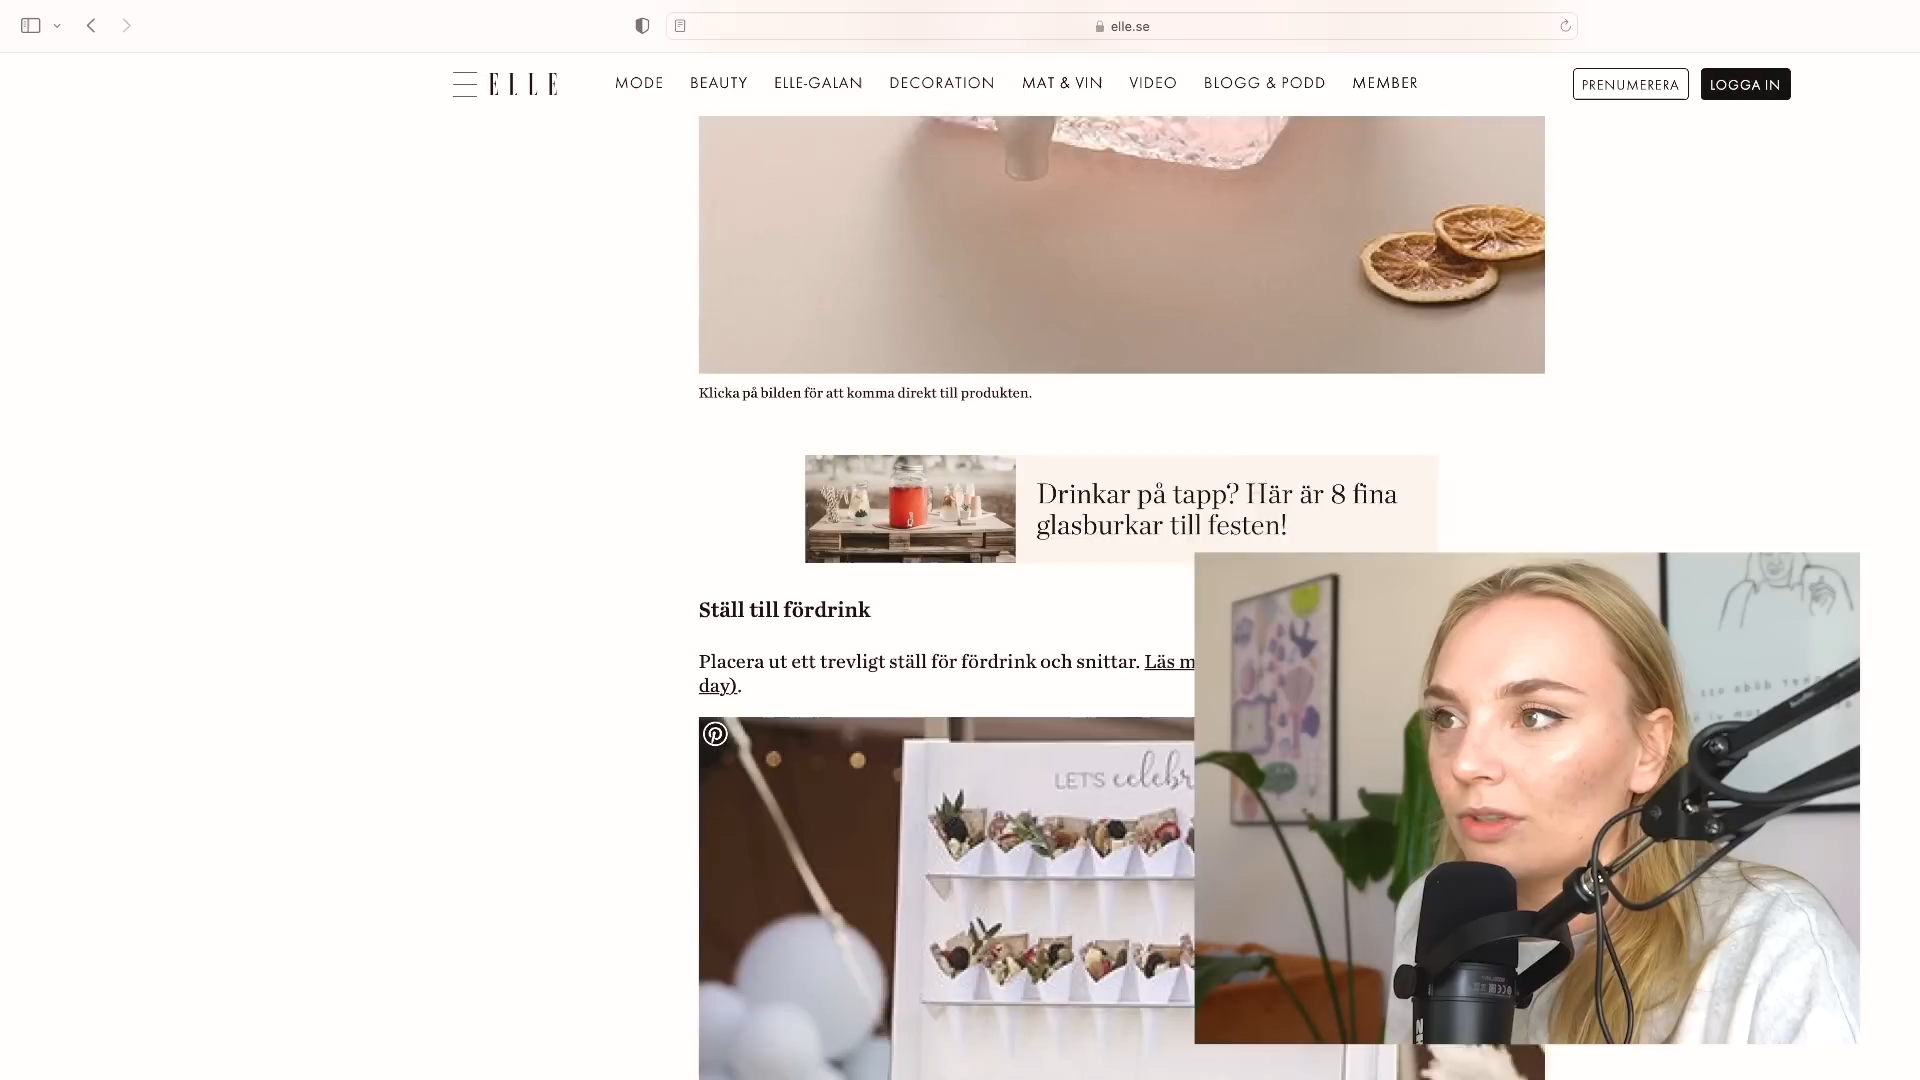 elle.se
ELLE
MODE BEAUTY ELLE-GALAN DECORATION MAT & VIN VIDEO BLOGG & PODD MEMBER
PRENUMERERA LOGGA IN
Klicka på bilden för att komma direkt till produkten.
Drinkar på tapp? Här är 8 fina
glasburkar till festen!
Ställ till fördrink
Placera ut ett trevligt ställ för fördrink och snittar. Läs m
day).
LET'S celebr